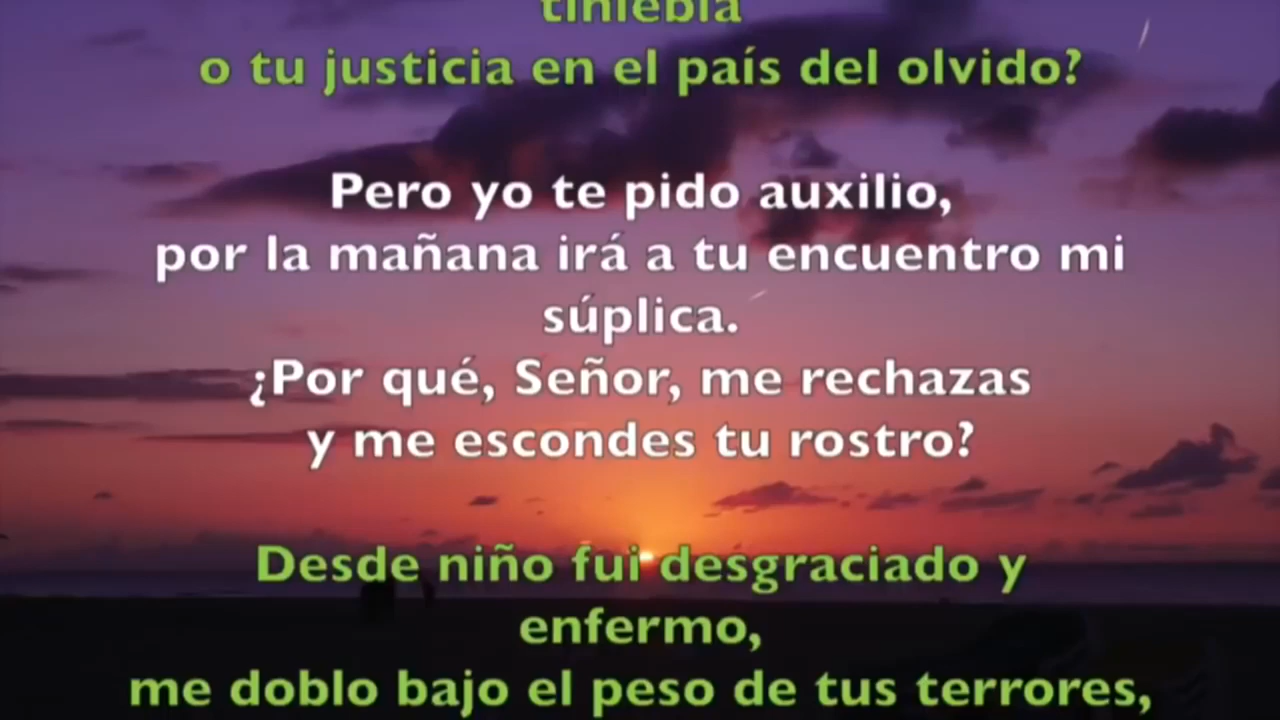 tiniebla
o tu justicia en el país del olvido?
Pero yo te pido auxilio,
por la mañana irá a tu encuentro mi
súplica.
¿Por qué, Señor, me rechazas
y me escondes tu rostro?
Desde niño fui desgraciado y
enfermo,
me doblo bajo el peso de tus terrores,